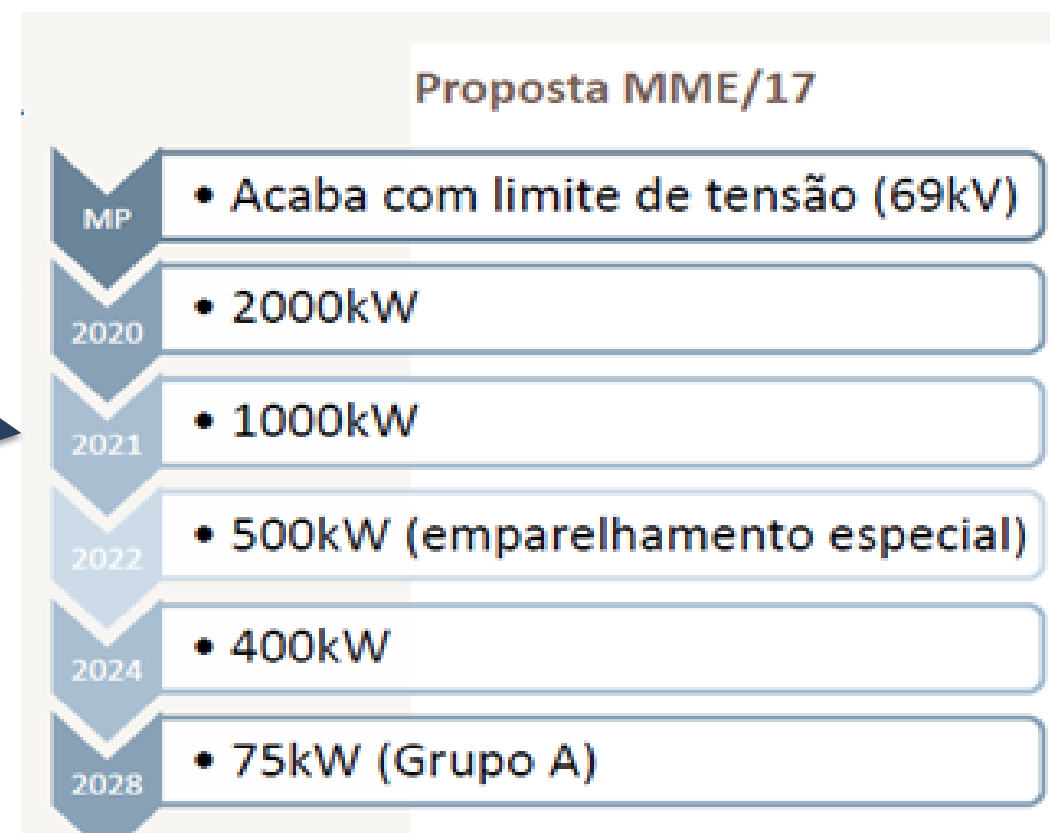 Proposta MME/17
MP • Acaba com limite de tensão (69kV)
2020 • 2000kW
2021 • 1000kW
2022 • 500kW (emparelhamento especial)
2024 • 400kW
2028 • 75kW (Grupo A)